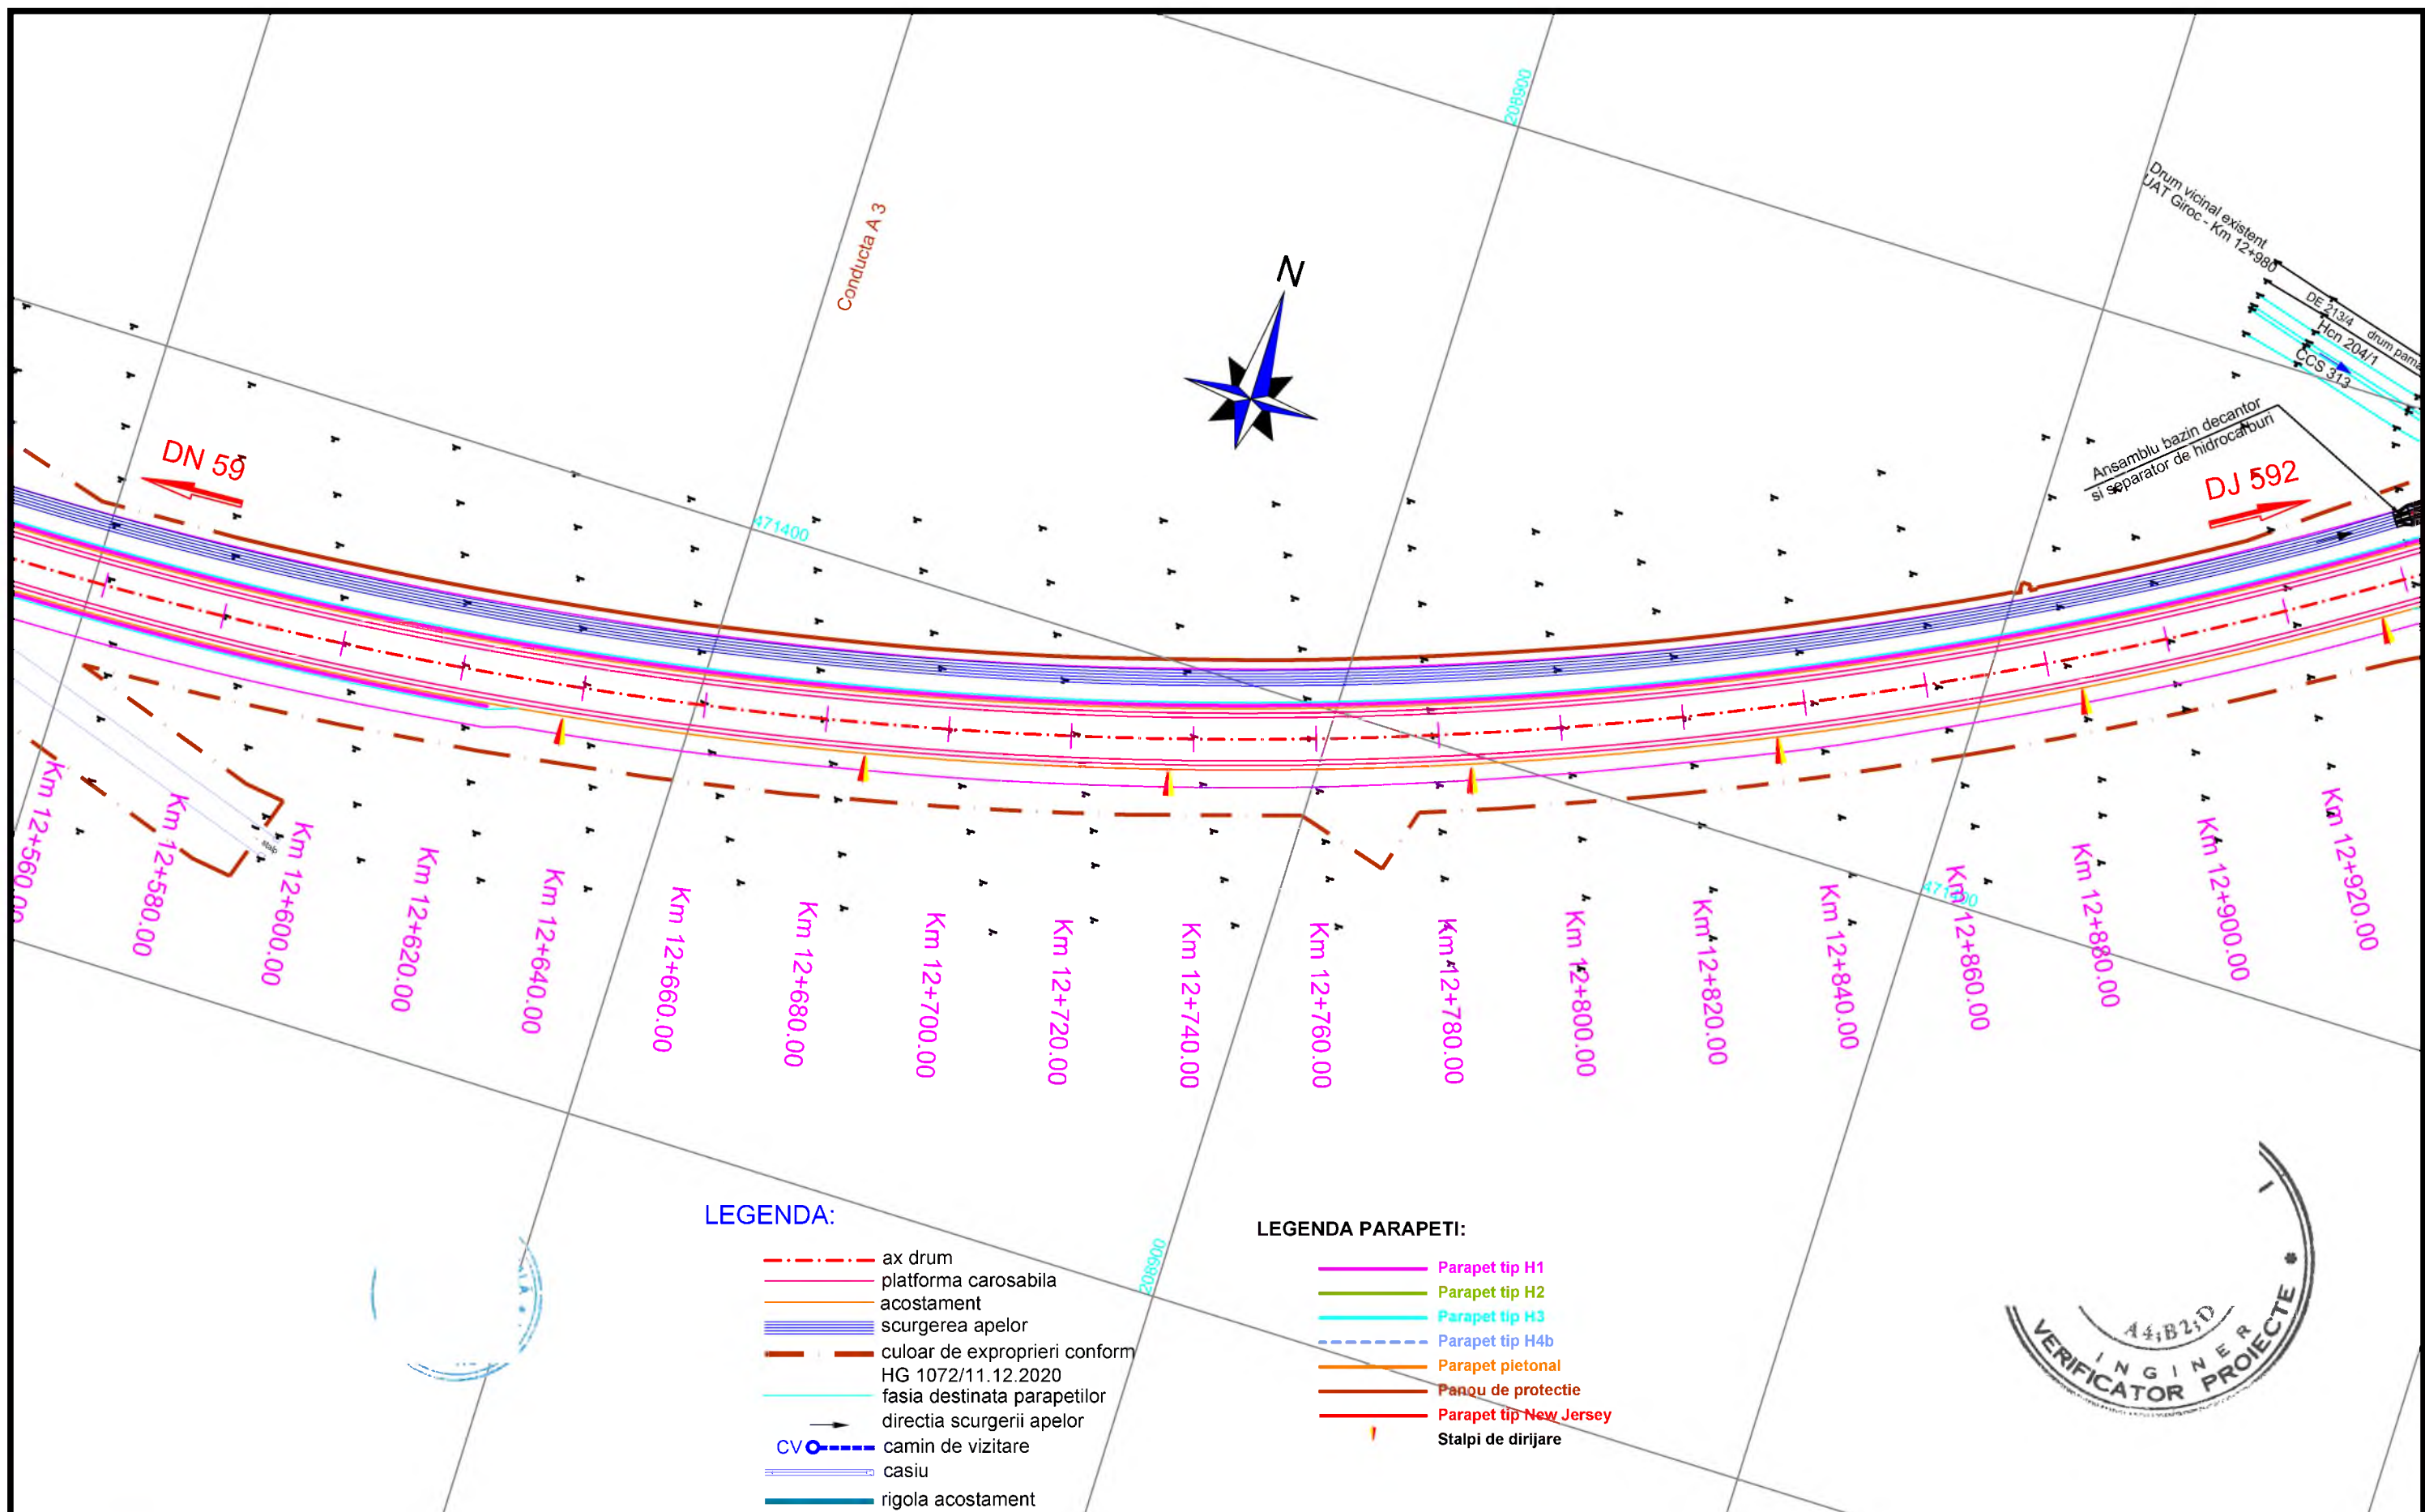 208900
Drum vicinal existent
UAT Giroc - Km 12+980
Conducta A 3
N
DE 213/4
Hcn 204/1
CCS 313
DN 59
Ansamblu bazin decantor
si separator de hidrocarburi
DJ 592
471400
stalp
Km 12+560.00
Km 12+580.00
Km 12+600.00
Km 12+620.00
Km 12+640.00
Km 12+660.00
Km 12+680.00
Km 12+700.00
Km 12+720.00
Km 12+740.00
Km 12+760.00
Km 12+780.00
Km 12+800.00
Km 12+820.00
Km 12+840.00
Km 12+860.00
Km 12+880.00
Km 12+900.00
Km 12+920.00
208900
LEGENDA:
ax drum
platforma carosabila
acostament
scurgerea apelor
culoar de exproprieri conform
HG 1072/11.12.2020
fasia destinata parapetilor
directia scurgerii apelor
CV camin de vizitare
casiu
rigola acostament
LEGENDA PARAPETI:
Parapet tip H1
Parapet tip H2
Parapet tip H3
Parapet tip H4b
Parapet pietonal
Panou de protectie
Parapet tip New Jersey
Stalpi de dirijare
A4;B2;D
INGINER
VERIFICATOR PROIECTE